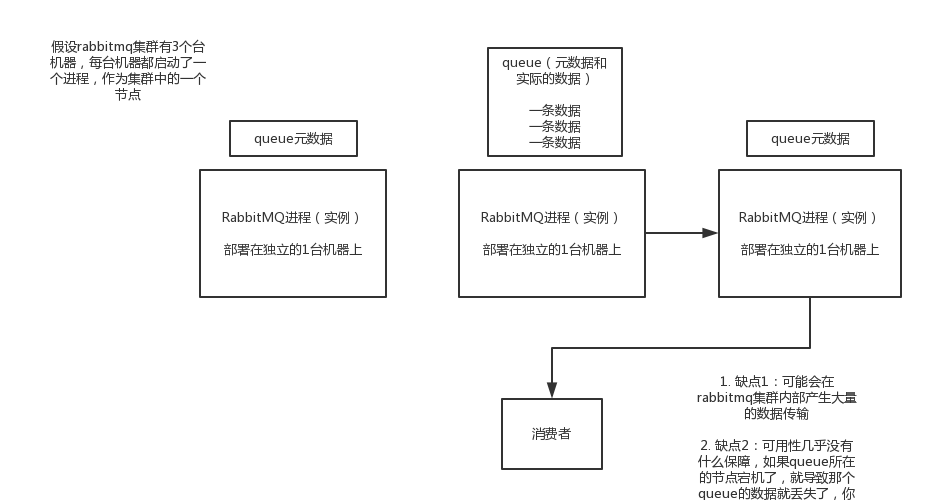 假设rabbitmq集群有3个台
机器，每台机器都启动了一
个进程，作为集群中的一个
节点
queue（元数据和
实际的数据）
一条数据
一条数据
一条数据
queue元数据
queue元数据
RabbitMQ进程（实例）
部署在独立的1台机器上
RabbitMQ进程（实例）
部署在独立的1台机器上
RabbitMQ进程（实例）
部署在独立的1台机器上
消费者
1. 缺点1：可能会在
rabbitmq集群内部产生大量
的数据传输
2. 缺点2：可用性几乎没有
什么保障，如果queue所在
的节点宕机了，就导致那个
queue的数据就丢失了，你